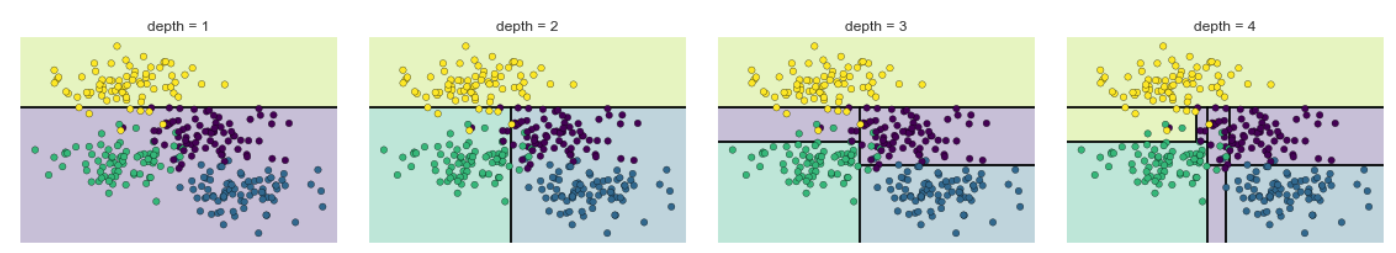 depth = 1
depth = 2
depth = 3
depth = 4